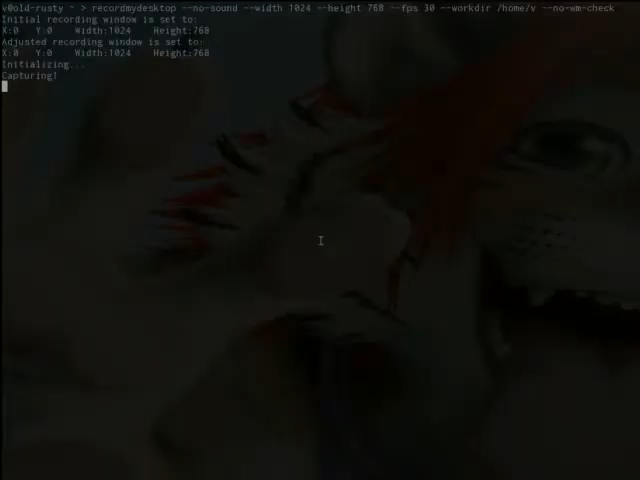 v@old-rusty ~ > recordmydesktop --no-sound --width 1024 --height 768 --fps 30 --workdir /home/v --no-wm-check
Initial recording window is set to:
X:0   Y:0    Width:1024    Height:768
Adjusted recording window is set to:
X:0   Y:0    Width:1024    Height:768
Initializing...
Capturing!